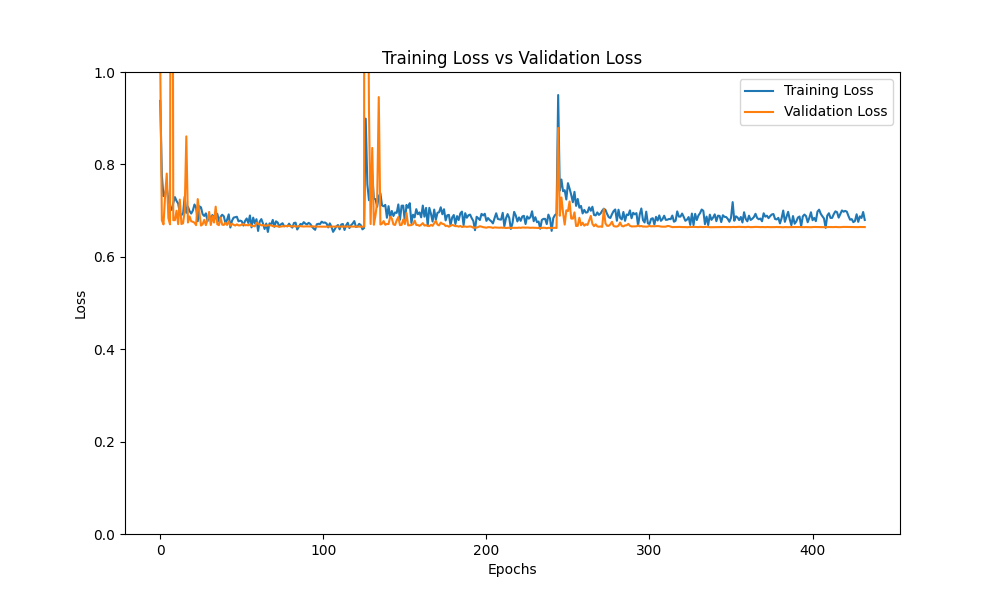 Training Loss vs Validation Loss
1.0
0.8
0.6
0.4
0.2
0.0
Loss
0 100 200 300 400
Epochs
Training Loss
Validation Loss